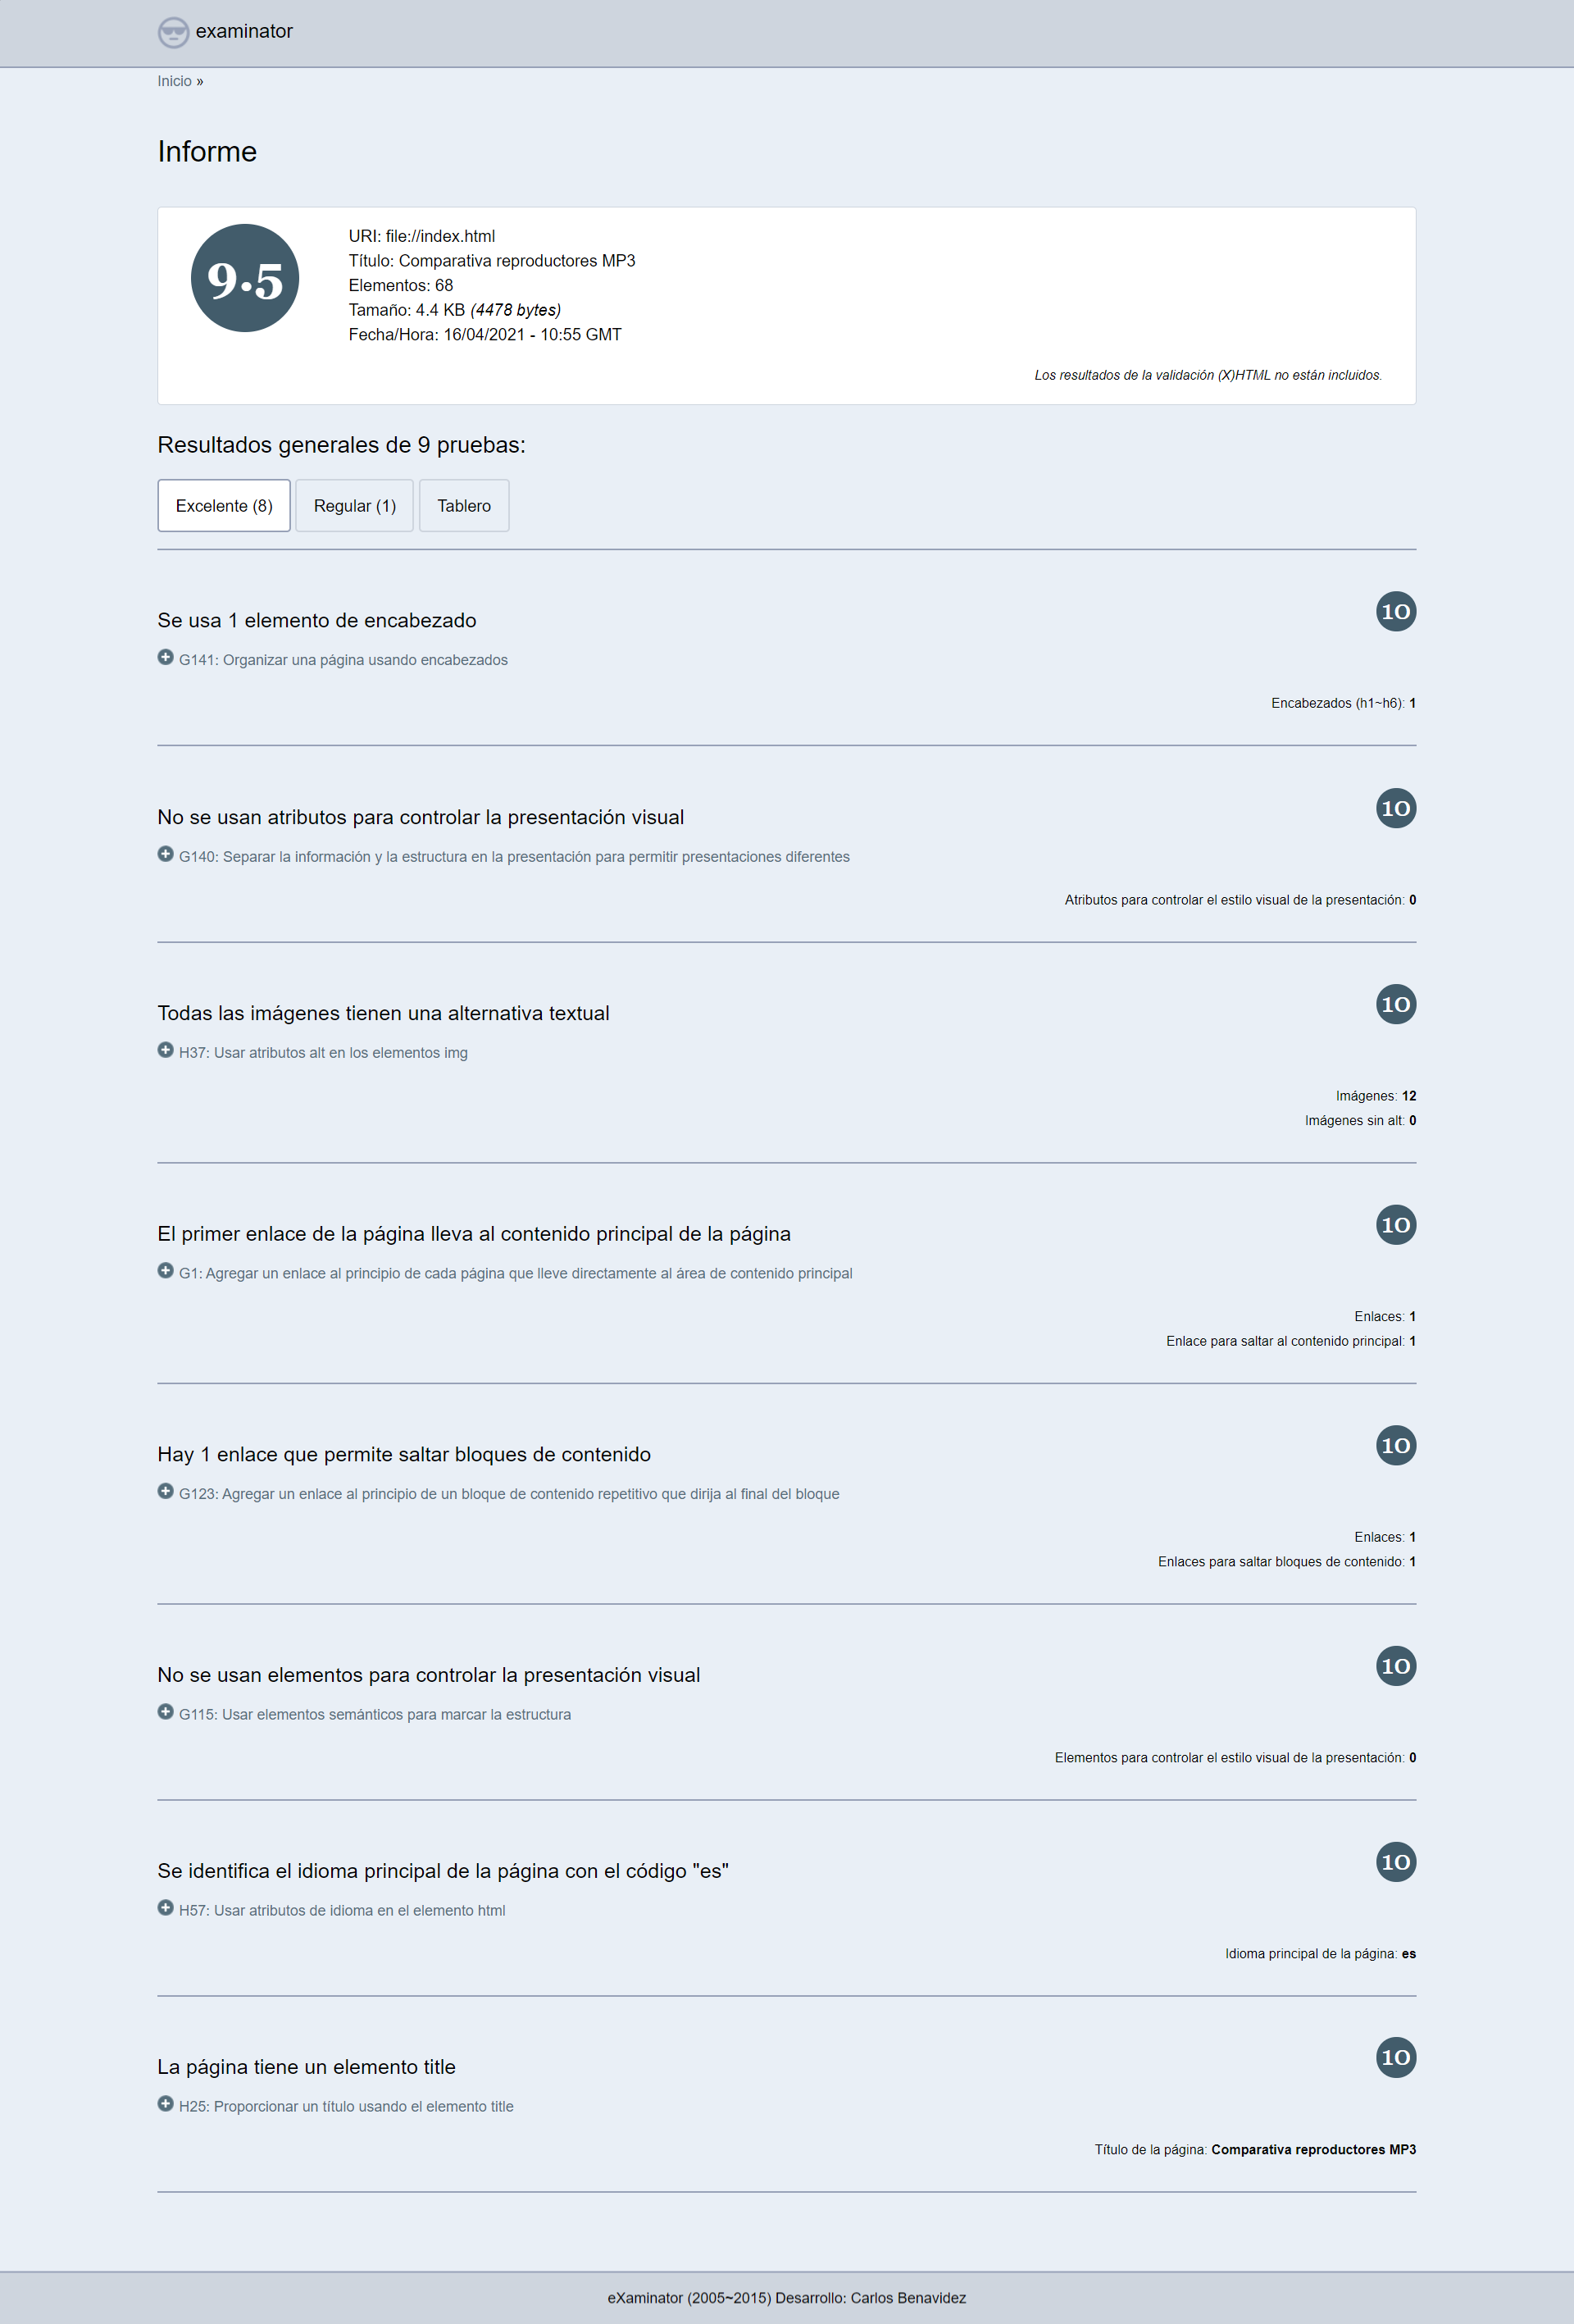 examinator
Inicio »
Informe
9.5
URI: file://index.html
Título: Comparativa reproductores MP3
Elementos: 68
Tamaño: 4.4 KB (4478 bytes)
Fecha/Hora: 16/04/2021 - 10:55 GMT
Los resultados de la validación (X)HTML no están incluidos.
Resultados generales de 9 pruebas:
Excelente (8) Regular (1) Tablero
Se usa 1 elemento de encabezado 10
G141: Organizar una página usando encabezados
Encabezados (h1~h6): 1
No se usan atributos para controlar la presentación visual 10
G140: Separar la información y la estructura en la presentación para permitir presentaciones diferentes
Atributos para controlar el estilo visual de la presentación: 0
Todas las imágenes tienen una alternativa textual 10
H37: Usar atributos alt en los elementos img
Imágenes: 12
Imágenes sin alt: 0
El primer enlace de la página lleva al contenido principal de la página 10
G1: Agregar un enlace al principio de cada página que lleve directamente al área de contenido principal
Enlaces: 1
Enlace para saltar al contenido principal: 1
Hay 1 enlace que permite saltar bloques de contenido 10
G123: Agregar un enlace al principio de un bloque de contenido repetitivo que dirija al final del bloque
Enlaces: 1
Enlaces para saltar bloques de contenido: 1
No se usan elementos para controlar la presentación visual 10
G115: Usar elementos semánticos para marcar la estructura
Elementos para controlar el estilo visual de la presentación: 0
Se identifica el idioma principal de la página con el código "es" 10
H57: Usar atributos de idioma en el elemento html
Idioma principal de la página: es
La página tiene un elemento title 10
H25: Proporcionar un título usando el elemento title
Título de la página: Comparativa reproductores MP3
eXaminator (2005~2015) Desarrollo: Carlos Benavidez